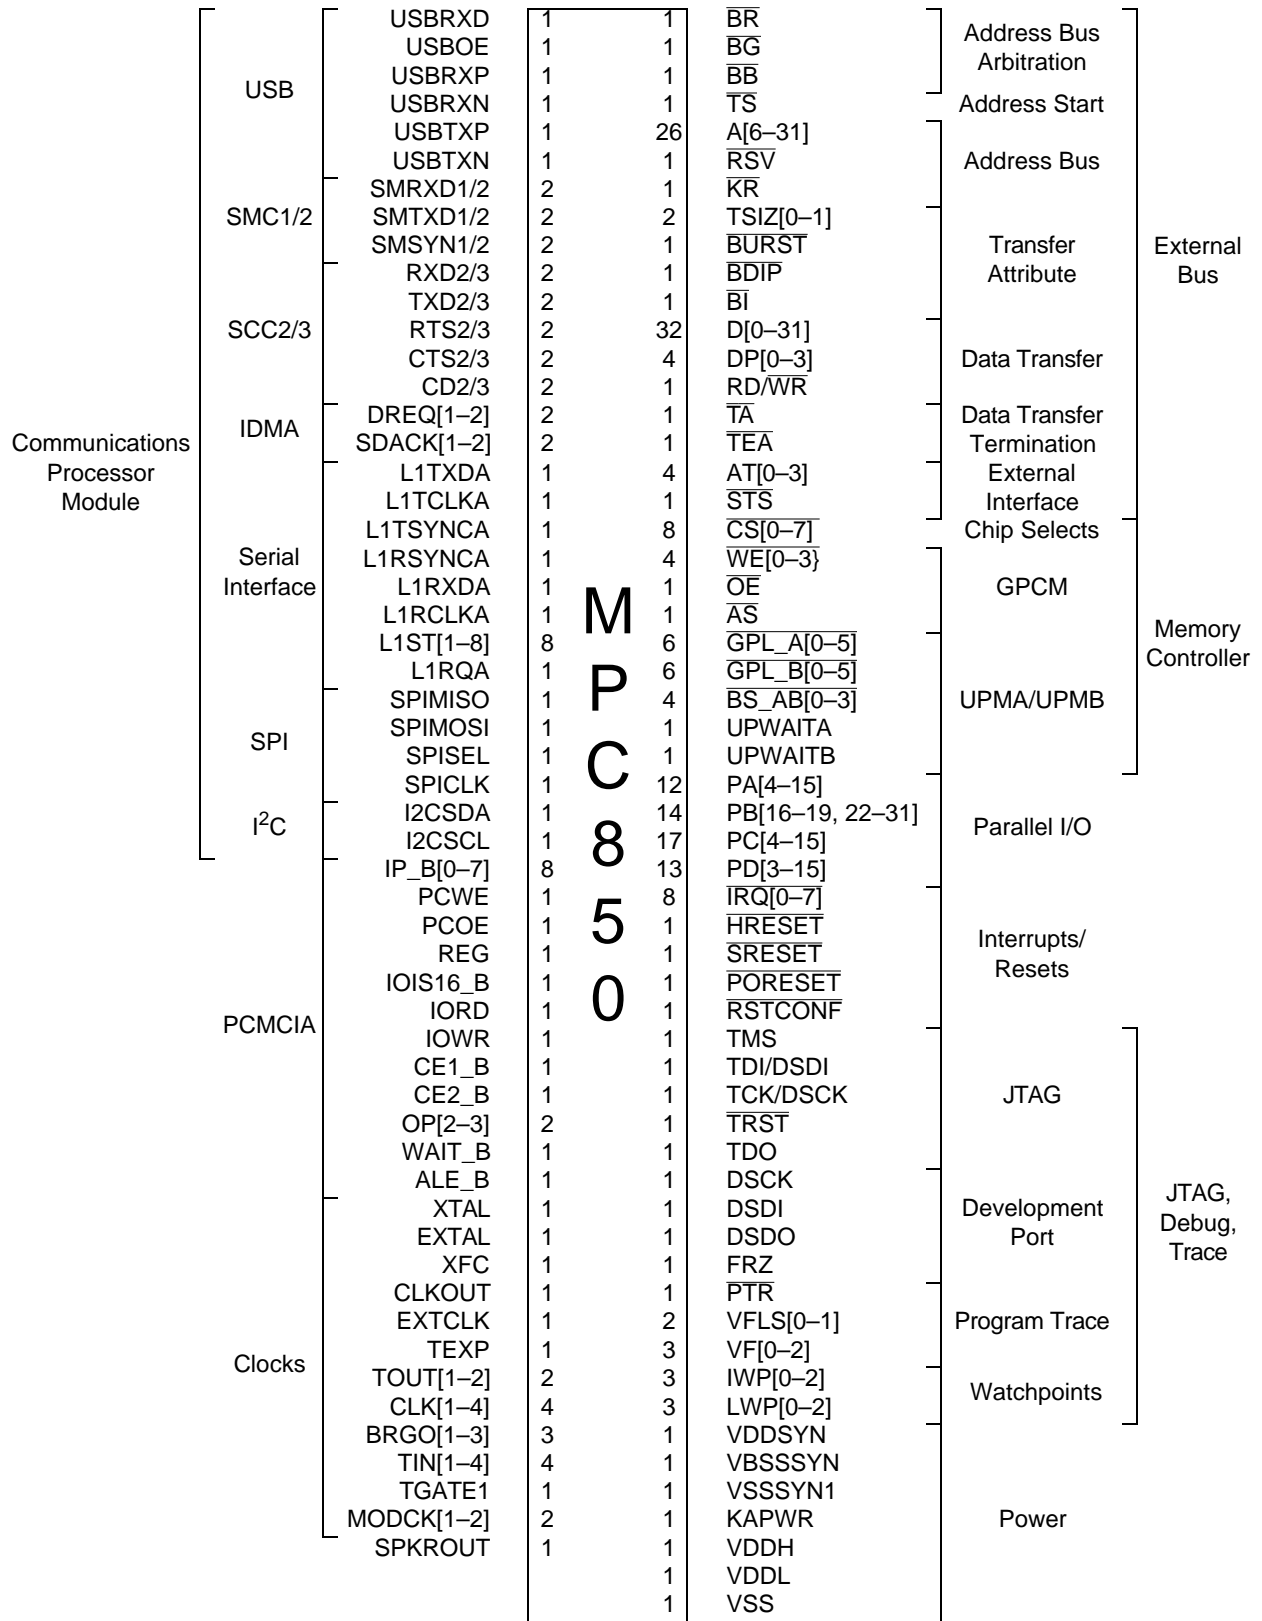 USBRXD 1 1 BR
USBOE 1 1 BG
Address Bus
Arbitration
USBRXP 1 1 BB
USB
USBRXN 1 1 TS Address Start
USBTXP 1 26 A[6–31]
USBTXN 1 1 RSV Address Bus
SMRXD1/2 2 1 KR
SMC1/2 SMTXD1/2 2 2 TSIZ[0–1]
SMSYN1/2 2 1 BURST Transfer
Attribute
External
Bus
RXD2/3 2 1 BDIP
TXD2/3 2 1 BI
SCC2/3 RTS2/3 2 32 D[0–31]
CTS2/3 2 4 DP[0–3] Data Transfer
CD2/3 2 1 RD/WR
IDMA
DREQ[1–2] 2 1 TA Data Transfer
SDACK[1–2] 2 1 TEA Termination
Communications
Processor
Module
L1TXDA 1 4 AT[0–3] External
L1TCLKA 1 1 STS Interface
L1TSYNCA 1 8 CS[0–7] Chip Selects
Serial
Interface
L1RSYNCA 1 4 WE[0–3}
L1RXDA 1 1 OE GPCM
L1RCLKA 1 1 AS
MPC850
L1ST[1–8] 8 6 GPL_A[0–5]
Memory
Controller
L1RQA 1 6 GPL_B[0–5]
SPIMISO 1 4 BS_AB[0–3] UPMA/UPMB
SPIMOSI 1 1 UPWAITA
SPI
SPISEL 1 1 UPWAITB
SPICLK 1 12 PA[4–15]
I2CSDA 1 14 PB[16–19, 22–31]
I²C
Parallel I/O
I2CSCL 1 17 PC[4–15]
IP_B[0–7] 8 13 PD[3–15]
PCWE 1 8 IRQ[0–7]
PCOE 1 1 HRESET
Interrupts/
Resets
REG 1 1 SRESET
IOIS16_B 1 1 PORESET
IORD 1 1 RSTCONF
PCMCIA
IOWR 1 1 TMS
CE1_B 1 1 TDI/DSDI
CE2_B 1 1 TCK/DSCK JTAG
OP[2–3] 2 1 TRST
WAIT_B 1 1 TDO
ALE_B 1 1 DSCK
XTAL 1 1 DSDI Development
EXTAL 1 1 DSDO Port
JTAG,
Debug,
Trace
XFC 1 1 FRZ
CLKOUT 1 1 PTR
EXTCLK 1 2 VFLS[0–1] Program Trace
TEXP 1 3 VF[0–2]
Clocks
TOUT[1–2] 2 3 IWP[0–2]
Watchpoints
CLK[1–4] 4 3 LWP[0–2]
BRGO[1–3] 3 1 VDDSYN
TIN[1–4] 4 1 VBSSSYN
TGATE1 1 1 VSSSYN1
MODCK[1–2] 2 1 KAPWR Power
SPKROUT 1 1 VDDH
1 VDDL
1 VSS